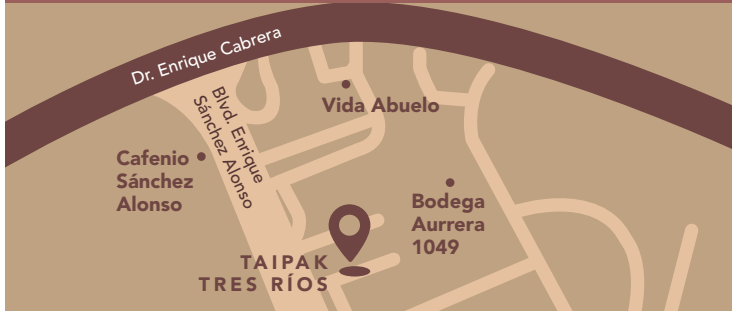 Dr. Enrique Cabrera
Blvd. Enrique
Sánchez Alonso
Vida Abuelo
Cafenio
Sánchez
Alonso
Bodega
Aurrera
1049
TAIPAK
TRES RÍOS